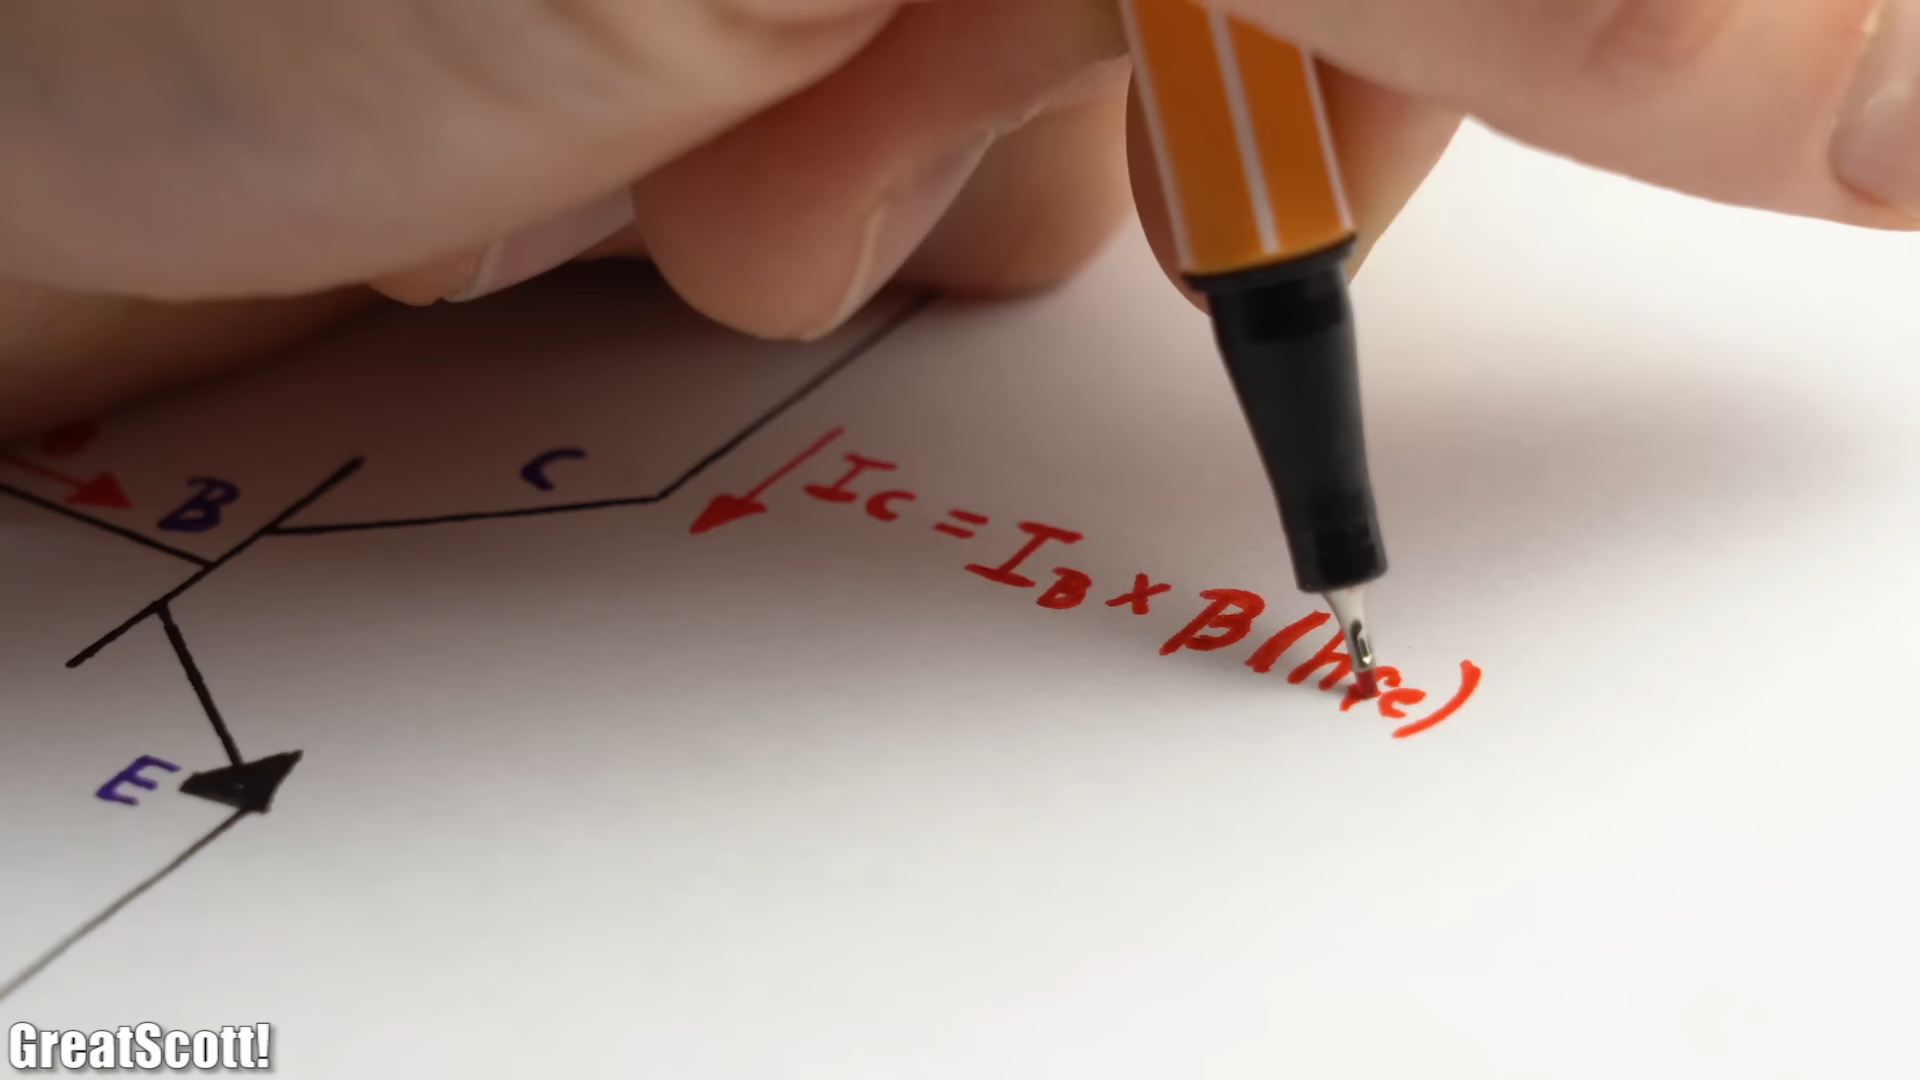 B
C
E
Ic = IB × B (hfe)
GreatScott!